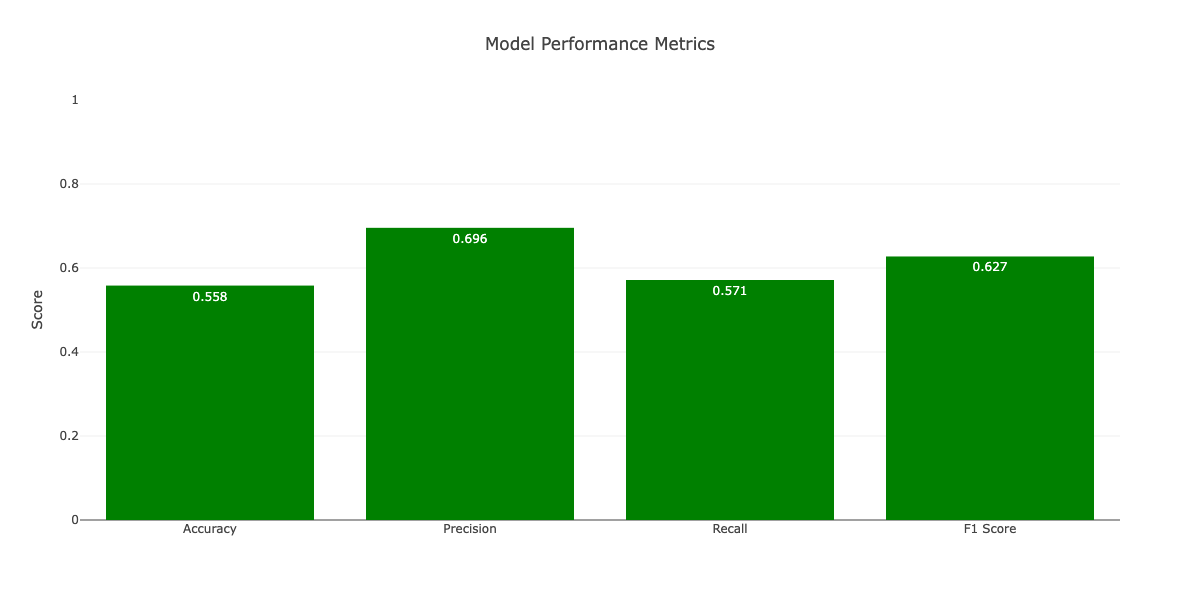 Model Performance Metrics
1
0.8
0.6
0.4
0.2
0
Score
0.558
0.696
0.571
0.627
Accuracy
Precision
Recall
F1 Score